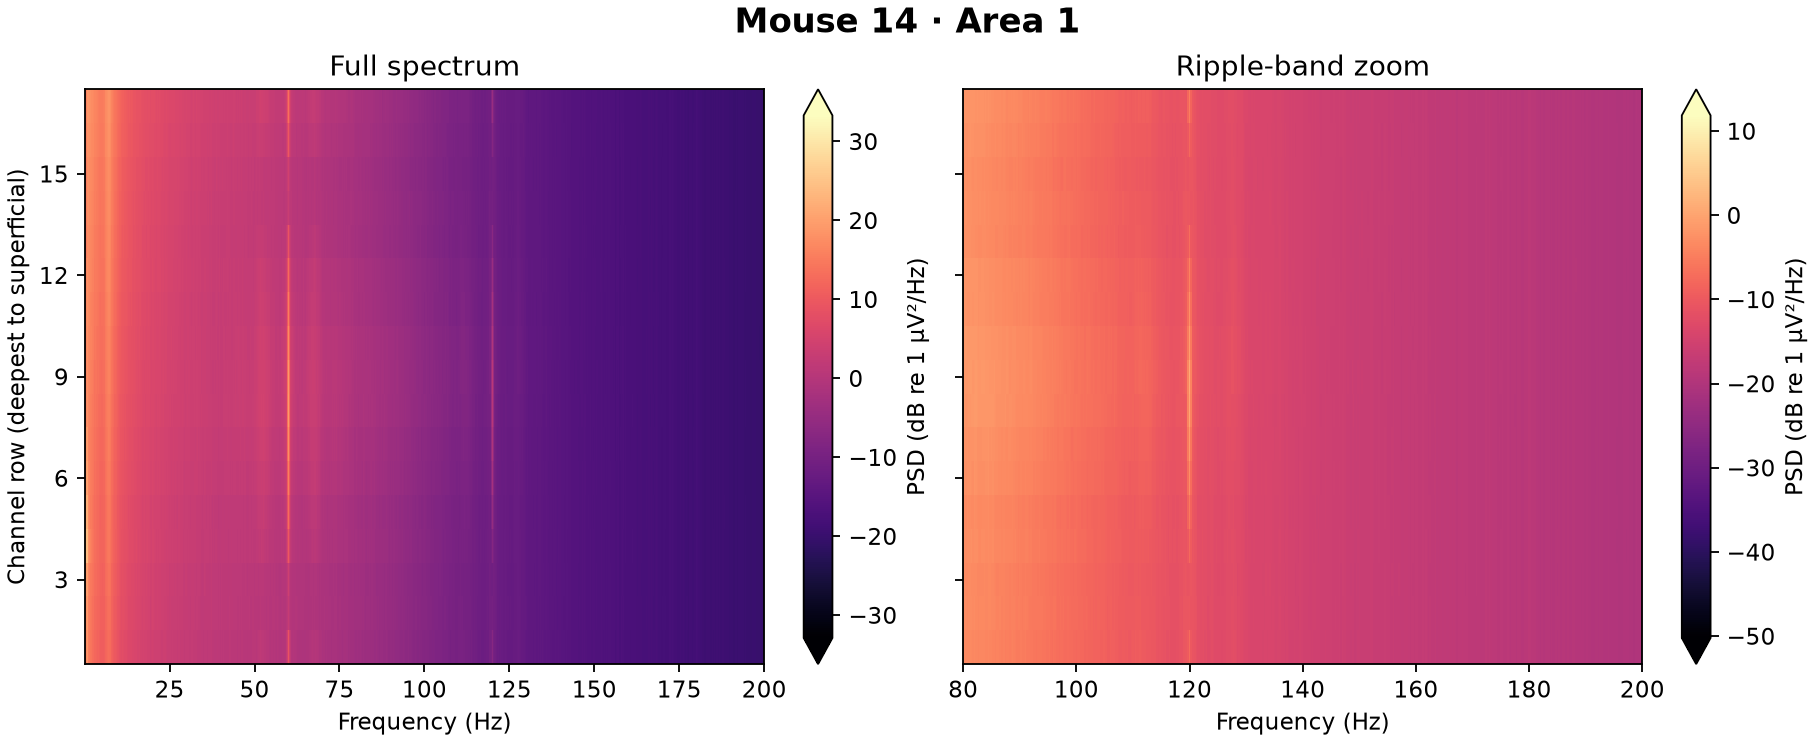 Mouse 14 · Area 1
Full spectrum
Channel row (deepest to superficial)
15
12
9
6
3
25 50 75 100 125 150 175 200
Frequency (Hz)
30
20
10
0
−10
−20
−30
PSD (dB re 1 µV²/Hz)
Ripple-band zoom
80 100 120 140 160 180 200
Frequency (Hz)
10
0
−10
−20
−30
−40
−50
PSD (dB re 1 µV²/Hz)